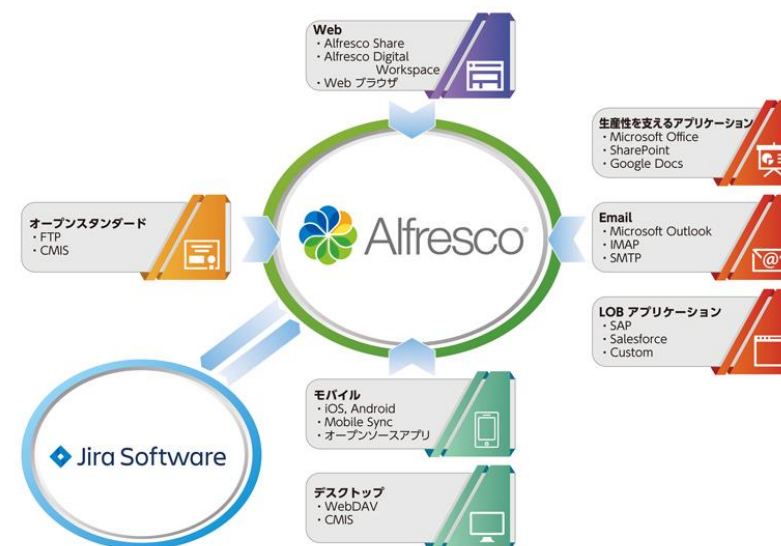 Web
・Alfresco Share
・Alfresco Digital
Workspace
・Web ブラウザ
生産性を支えるアプリケーション
・Microsoft Office
・SharePoint
・Google Docs
オープンスタンダード
・FTP
・CMIS
Alfresco
Email
・Microsoft Outlook
・IMAP
・SMTP
LOB アプリケーション
・SAP
・Salesforce
・Custom
モバイル
・iOS, Android
・Mobile Sync
・オープンソースアプリ
Jira Software
デスクトップ
・WebDAV
・CMIS